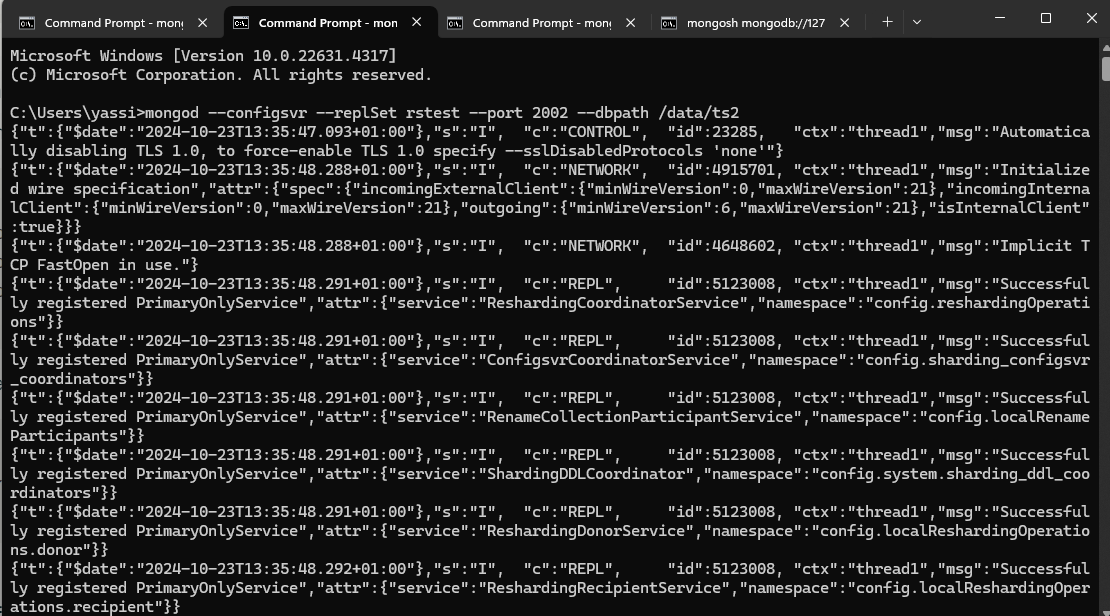 Command Prompt - mong
Command Prompt - mon
Command Prompt - mong
mongosh mongodb://127
Microsoft Windows [Version 10.0.22631.4317]
(c) Microsoft Corporation. All rights reserved.
C:\Users\yassi>mongod --configsvr --replSet rstest --port 2002 --dbpath /data/ts2
{"t":{"$date":"2024-10-23T13:35:47.093+01:00"},"s":"I",  "c":"CONTROL",  "id":23285,   "ctx":"thread1","msg":"Automatica
lly disabling TLS 1.0, to force-enable TLS 1.0 specify --sslDisabledProtocols 'none'"}
{"t":{"$date":"2024-10-23T13:35:48.288+01:00"},"s":"I",  "c":"NETWORK",  "id":4915701, "ctx":"thread1","msg":"Initialize
d wire specification","attr":{"spec":{"incomingExternalClient":{"minWireVersion":0,"maxWireVersion":21},"incomingInterna
lClient":{"minWireVersion":0,"maxWireVersion":21},"outgoing":{"minWireVersion":6,"maxWireVersion":21},"isInternalClient"
:true}}}
{"t":{"$date":"2024-10-23T13:35:48.288+01:00"},"s":"I",  "c":"NETWORK",  "id":4648602, "ctx":"thread1","msg":"Implicit T
CP FastOpen in use."}
{"t":{"$date":"2024-10-23T13:35:48.291+01:00"},"s":"I",  "c":"REPL",     "id":5123008, "ctx":"thread1","msg":"Successful
ly registered PrimaryOnlyService","attr":{"service":"ReshardingCoordinatorService","namespace":"config.reshardingOperati
ons"}}
{"t":{"$date":"2024-10-23T13:35:48.291+01:00"},"s":"I",  "c":"REPL",     "id":5123008, "ctx":"thread1","msg":"Successful
ly registered PrimaryOnlyService","attr":{"service":"ConfigsvrCoordinatorService","namespace":"config.sharding_configsvr
_coordinators"}}
{"t":{"$date":"2024-10-23T13:35:48.291+01:00"},"s":"I",  "c":"REPL",     "id":5123008, "ctx":"thread1","msg":"Successful
ly registered PrimaryOnlyService","attr":{"service":"RenameCollectionParticipantService","namespace":"config.localRename
Participants"}}
{"t":{"$date":"2024-10-23T13:35:48.291+01:00"},"s":"I",  "c":"REPL",     "id":5123008, "ctx":"thread1","msg":"Successful
ly registered PrimaryOnlyService","attr":{"service":"ShardingDDLCoordinator","namespace":"config.system.sharding_ddl_coo
rdinators"}}
{"t":{"$date":"2024-10-23T13:35:48.291+01:00"},"s":"I",  "c":"REPL",     "id":5123008, "ctx":"thread1","msg":"Successful
ly registered PrimaryOnlyService","attr":{"service":"ReshardingDonorService","namespace":"config.localReshardingOperatio
ns.donor"}}
{"t":{"$date":"2024-10-23T13:35:48.292+01:00"},"s":"I",  "c":"REPL",     "id":5123008, "ctx":"thread1","msg":"Successful
ly registered PrimaryOnlyService","attr":{"service":"ReshardingRecipientService","namespace":"config.localReshardingOper
ations.recipient"}}